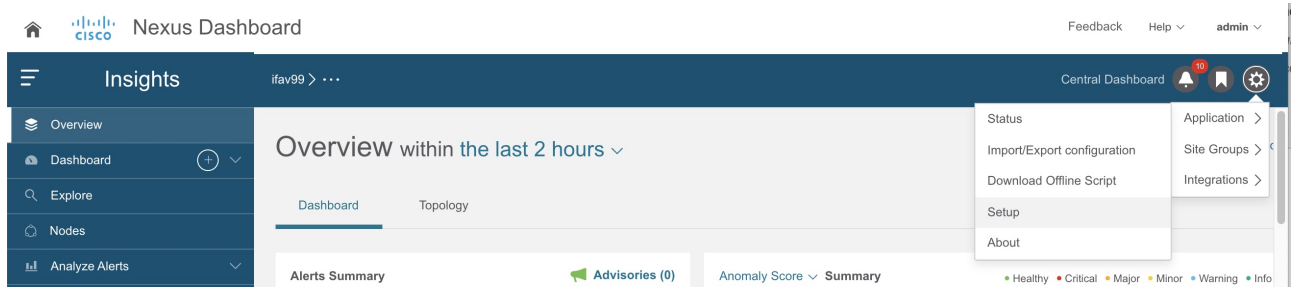 CISCO Nexus Dashboard Feedback Help admin
Insights ifav99 > ... Central Dashboard 10
Overview
Dashboard
Explore
Nodes
Analyze Alerts
Overview within the last 2 hours
Dashboard Topology
Status
Import/Export configuration
Download Offline Script
Setup
About
Application >
Site Groups >
Integrations >
Alerts Summary Advisories (0) Anomaly Score Summary Healthy Critical Major Minor Warning Info